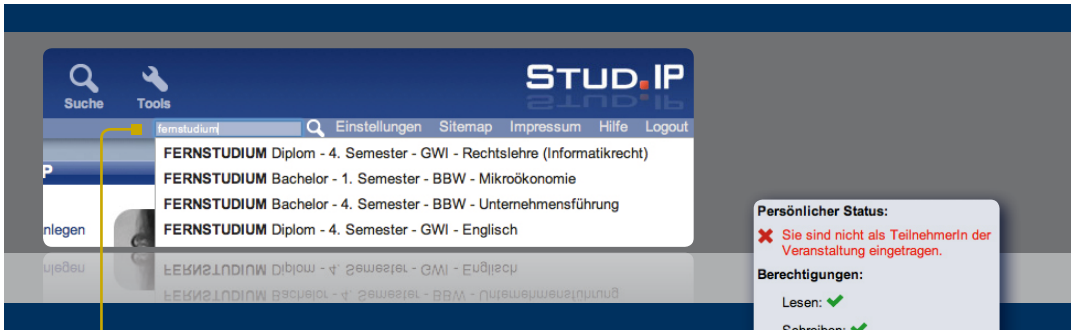 STUD.IP
Suche Tools
fernstudium Einstellungen Sitemap Impressum Hilfe Logout
FERNSTUDIUM Diplom - 4. Semester - GWI - Rechtslehre (Informatikrecht)
P
FERNSTUDIUM Bachelor - 1. Semester - BBW - Mikroökonomie
FERNSTUDIUM Bachelor - 4. Semester - BBW - Unternehmensführung
nlegen
FERNSTUDIUM Diplom - 4. Semester - GWI - Englisch
Persönlicher Status:
Sie sind nicht als TeilnehmerIn der
Veranstaltung eingetragen.
Berechtigungen:
Lesen:
Schreiben: